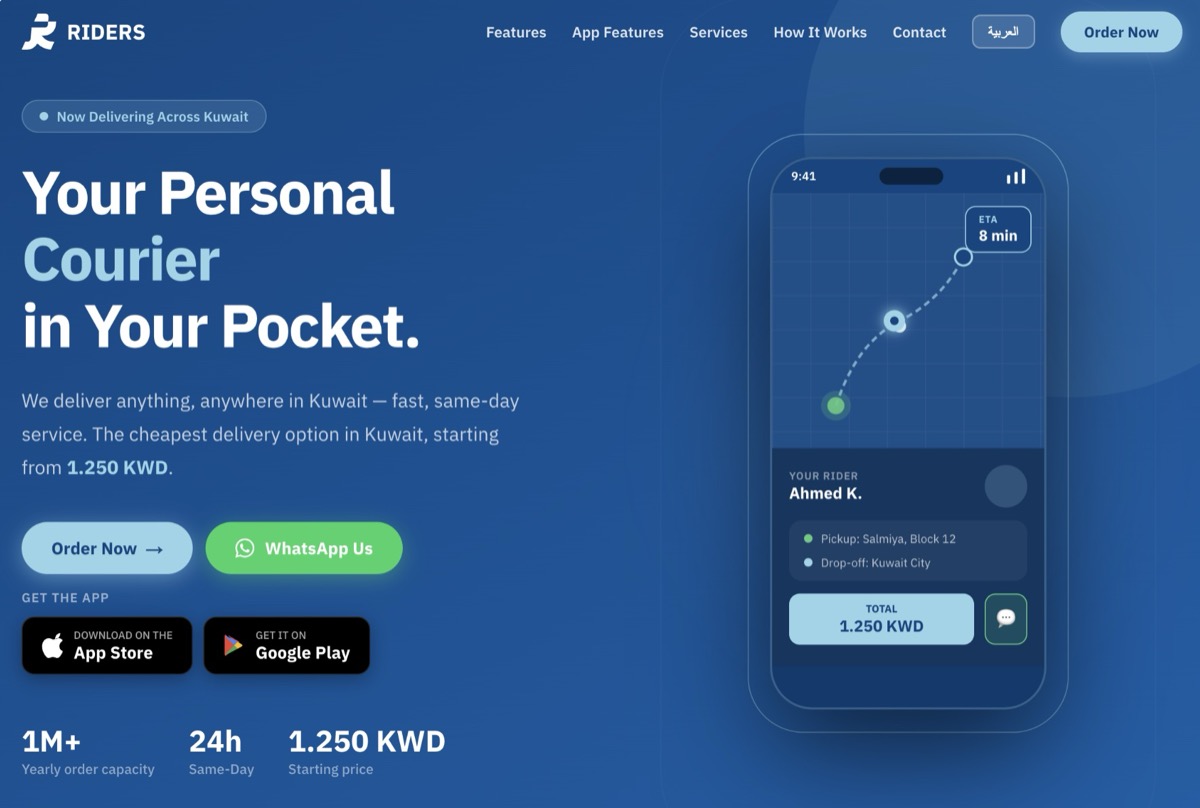 RIDERS
Features
App Features
Services
How It Works
Contact
العربية
Order Now
Now Delivering Across Kuwait
Your Personal
Courier
in Your Pocket.
We deliver anything, anywhere in Kuwait — fast, same-day
service. The cheapest delivery option in Kuwait, starting
from 1.250 KWD.
Order Now →
WhatsApp Us
GET THE APP
DOWNLOAD ON THE
App Store
GET IT ON
Google Play
1M+
Yearly order capacity
24h
Same-Day
1.250 KWD
Starting price
9:41
ETA
8 min
YOUR RIDER
Ahmed K.
Pickup: Salmiya, Block 12
Drop-off: Kuwait City
TOTAL
1.250 KWD